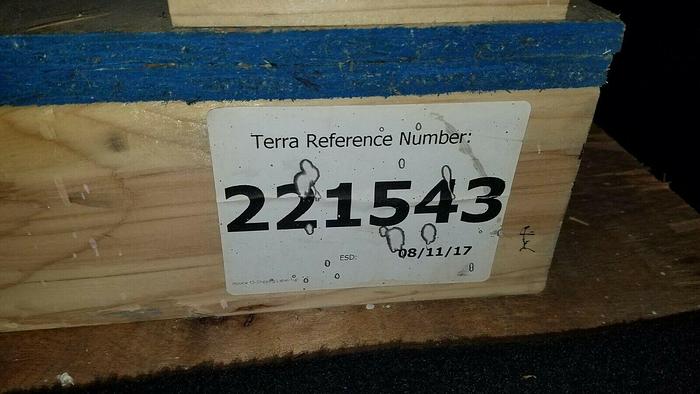 Terra Reference Number:
221543
ESD:
08/11/17